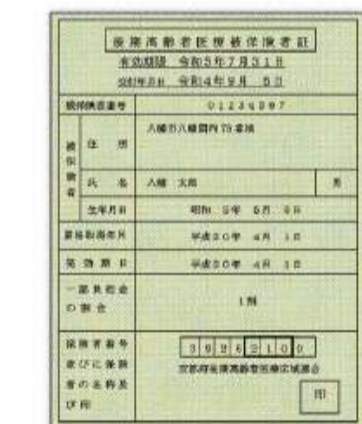 後期高齢者医療被保険者証
有効期限 令和5年7月31日
交付年月日 令和4年9月 5日
被保険者番号 01234567
被保険者
住所 八幡市八幡園内75番地
氏名 八幡 太郎 男
生年月日 昭和 5年 5月 5日
資格取得年月日 平成20年 4月 1日
発効期日 平成20年 4月 1日
一部負担金の割合 1割
保険者番号並びに保険者の名称及び印
39262100
京都府後期高齢者医療広域連合
印